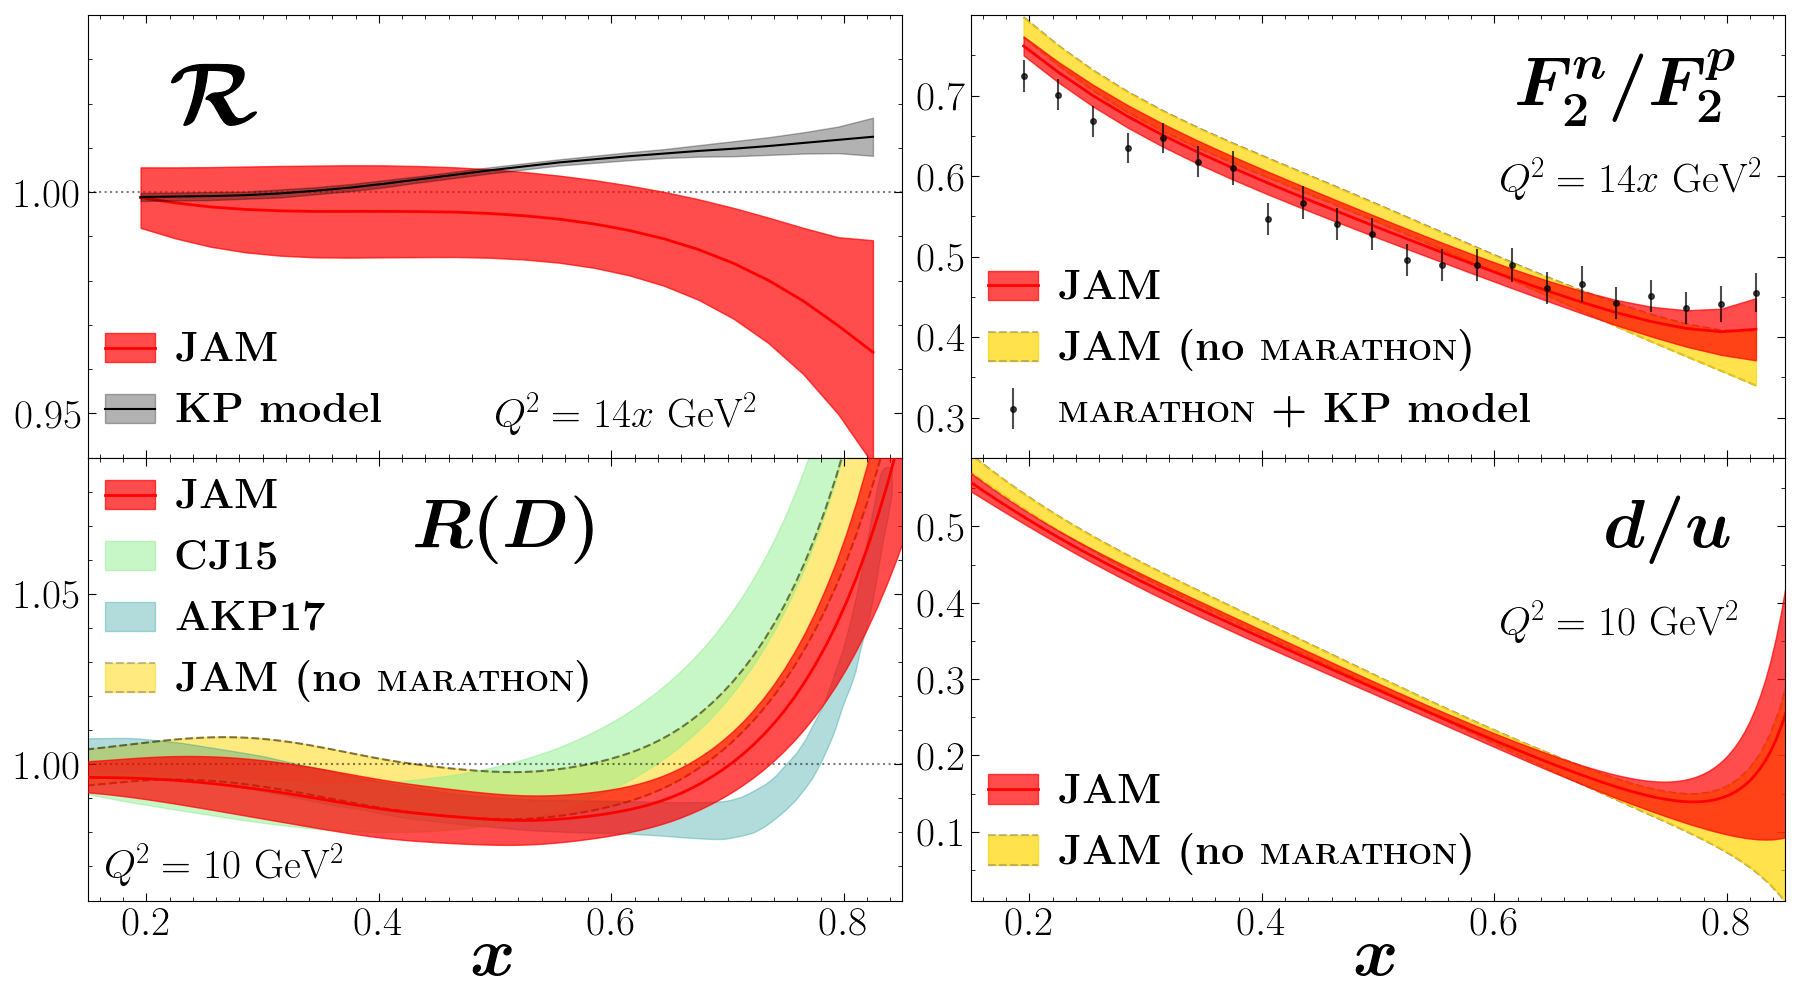 ℛ
1.00
0.95
JAM
KP model
Q² = 14x GeV²
F₂ⁿ/F₂ᵖ
Q² = 14x GeV²
0.7
0.6
0.5
0.4
0.3
JAM
JAM (no MARATHON)
MARATHON + KP model
JAM
CJ15
AKP17
JAM (no MARATHON)
R(D)
1.05
1.00
Q² = 10 GeV²
0.2
0.4
0.6
0.8
x
d/u
Q² = 10 GeV²
0.5
0.4
0.3
0.2
0.1
JAM
JAM (no MARATHON)
0.2
0.4
0.6
0.8
x